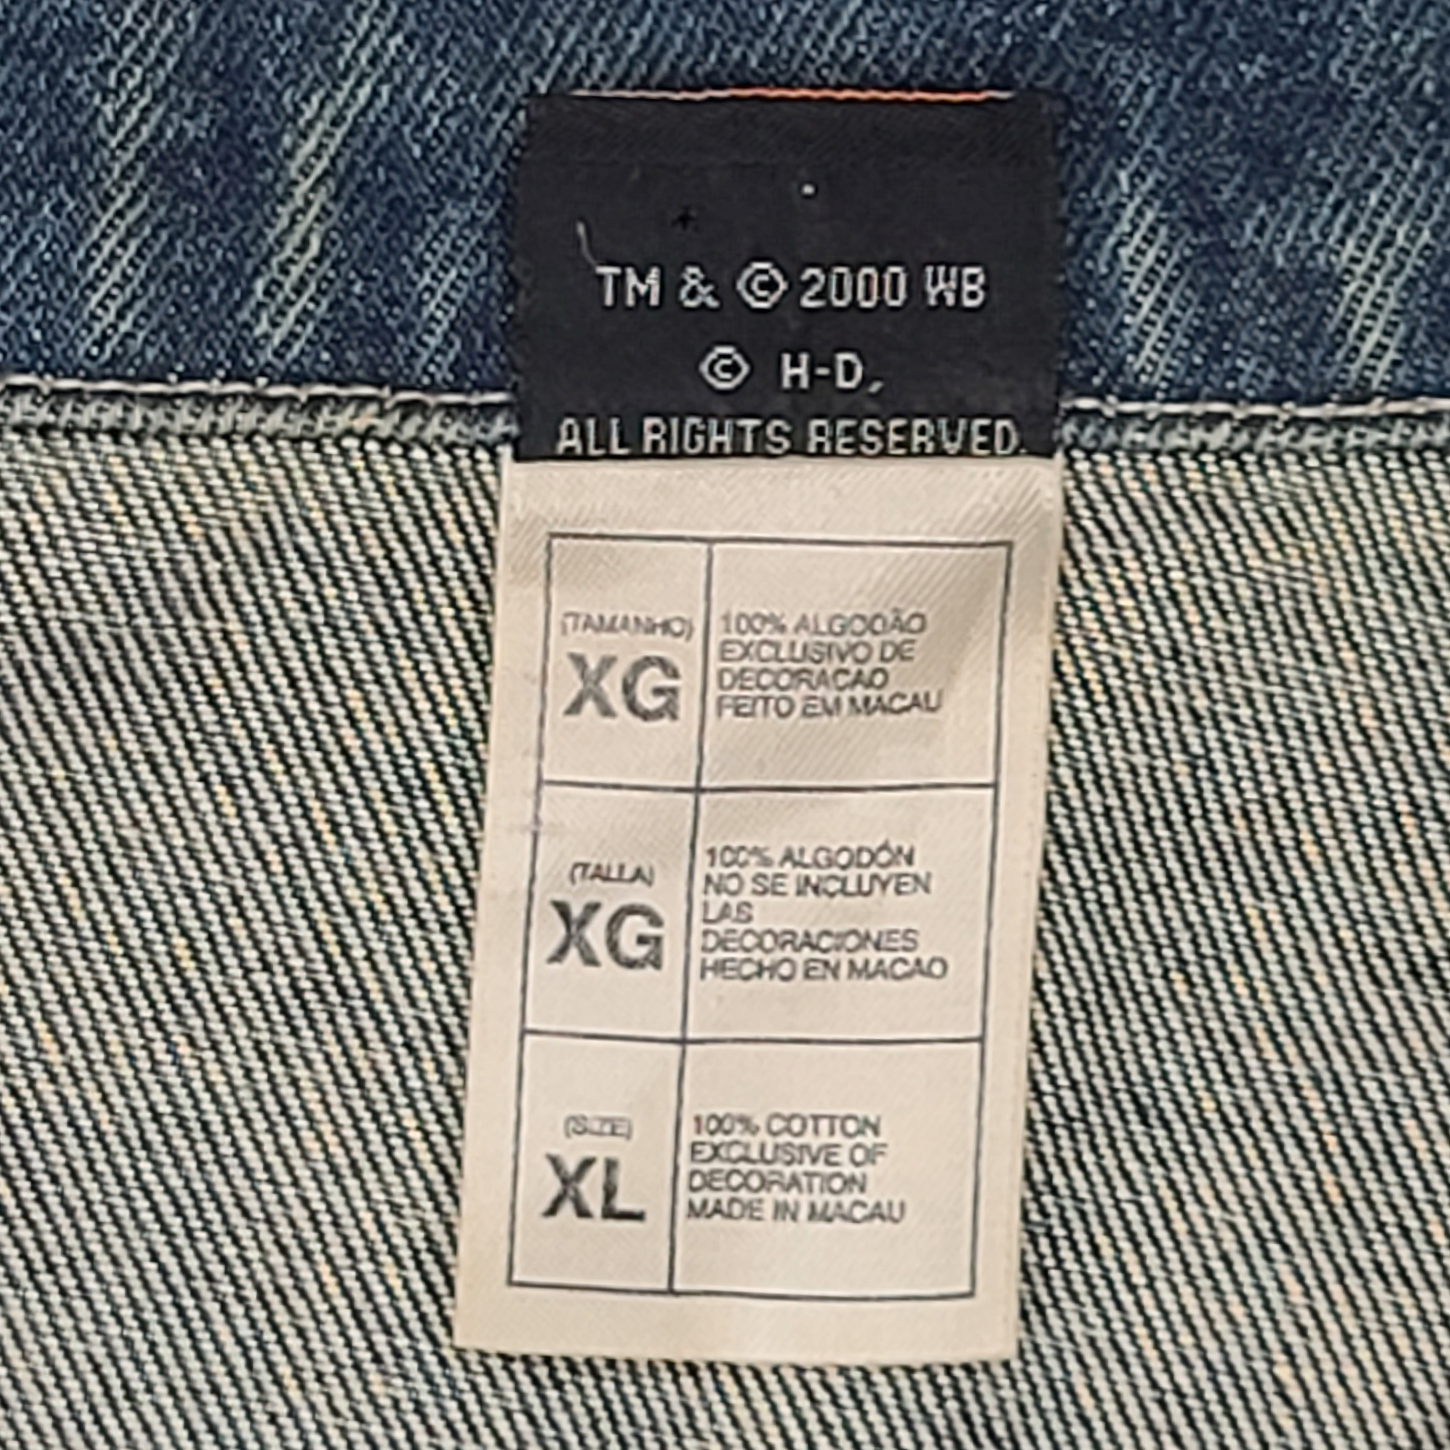 TM & © 2000 WB
© H-D,
ALL RIGHTS RESERVED.
(TAMANHO)
XG
100% ALGODÃO
EXCLUSIVO DE
DECORACAO
FEITO EM MACAU
(TALLA)
XG
100% ALGODÓN
NO SE INCLUYEN
LAS
DECORACIONES
HECHO EN MACAO
(SIZE)
XL
100% COTTON
EXCLUSIVE OF
DECORATION
MADE IN MACAU